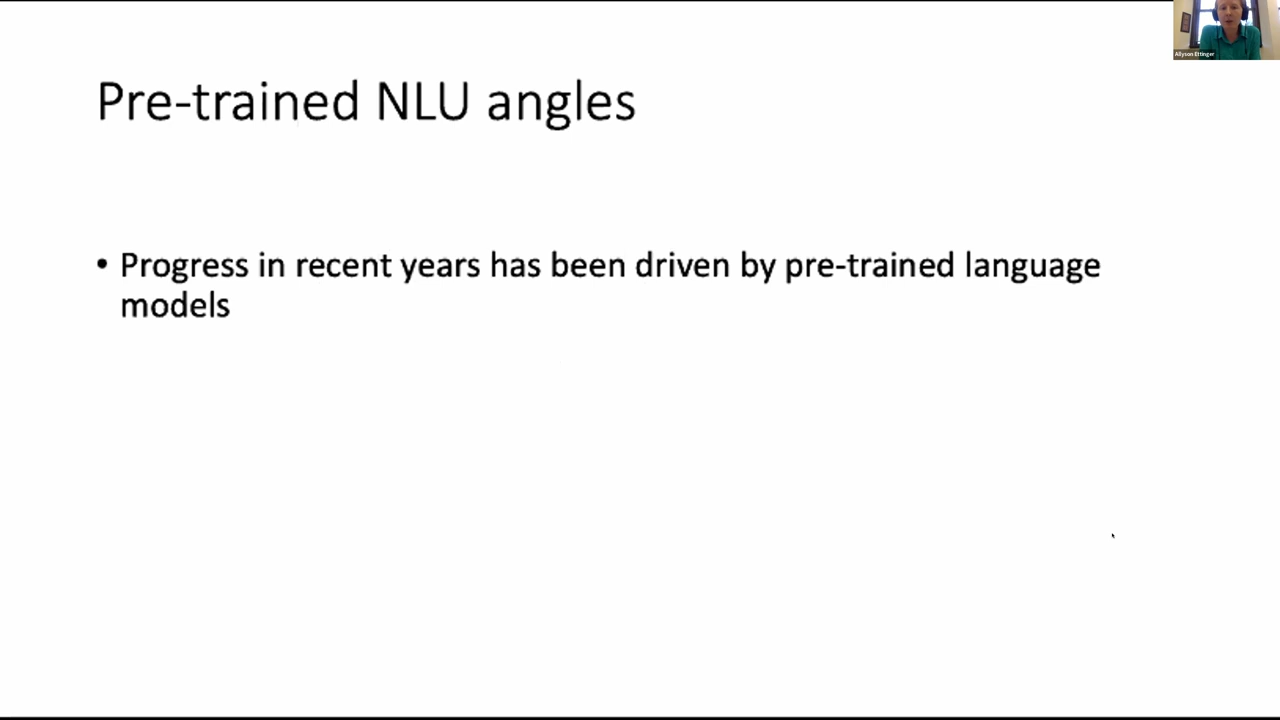 Allyson Ettinger
Pre-trained NLU angles
• Progress in recent years has been driven by pre-trained language
models